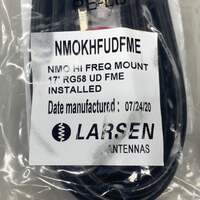 NMOKHFUDFME
NMO HI FREQ MOUNT
17' RG58 UD FME
INSTALLED
Date manufactured : 07/24/20
LARSEN
ANTENNAS